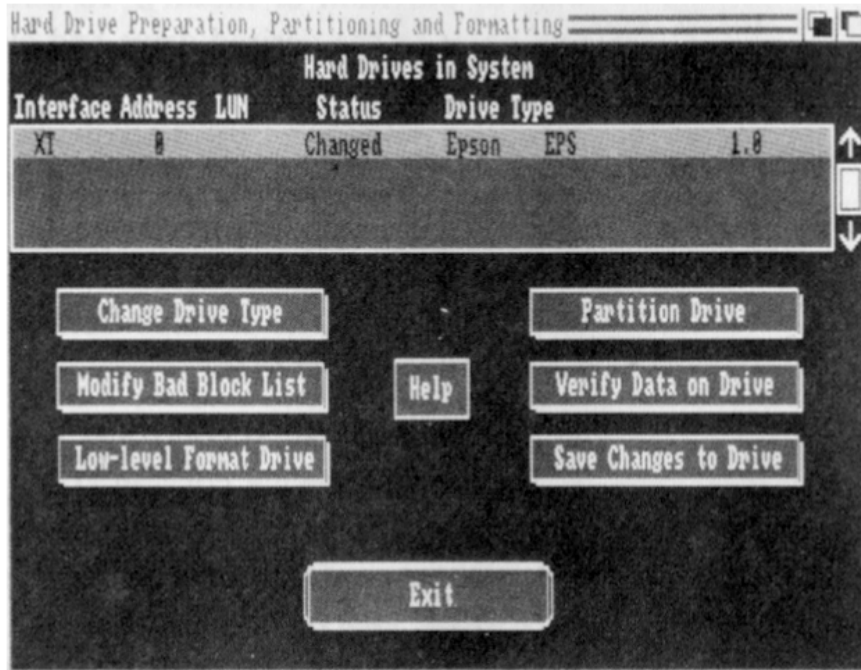 Hard Drive Preparation, Partitioning and Formatting
Hard Drives in System
Interface Address LUN Status Drive Type
XT 0 Changed Epson EPS 1.0
Change Drive Type
Partition Drive
Modify Bad Block List
Help
Verify Data on Drive
Low-level Format Drive
Save Changes to Drive
Exit